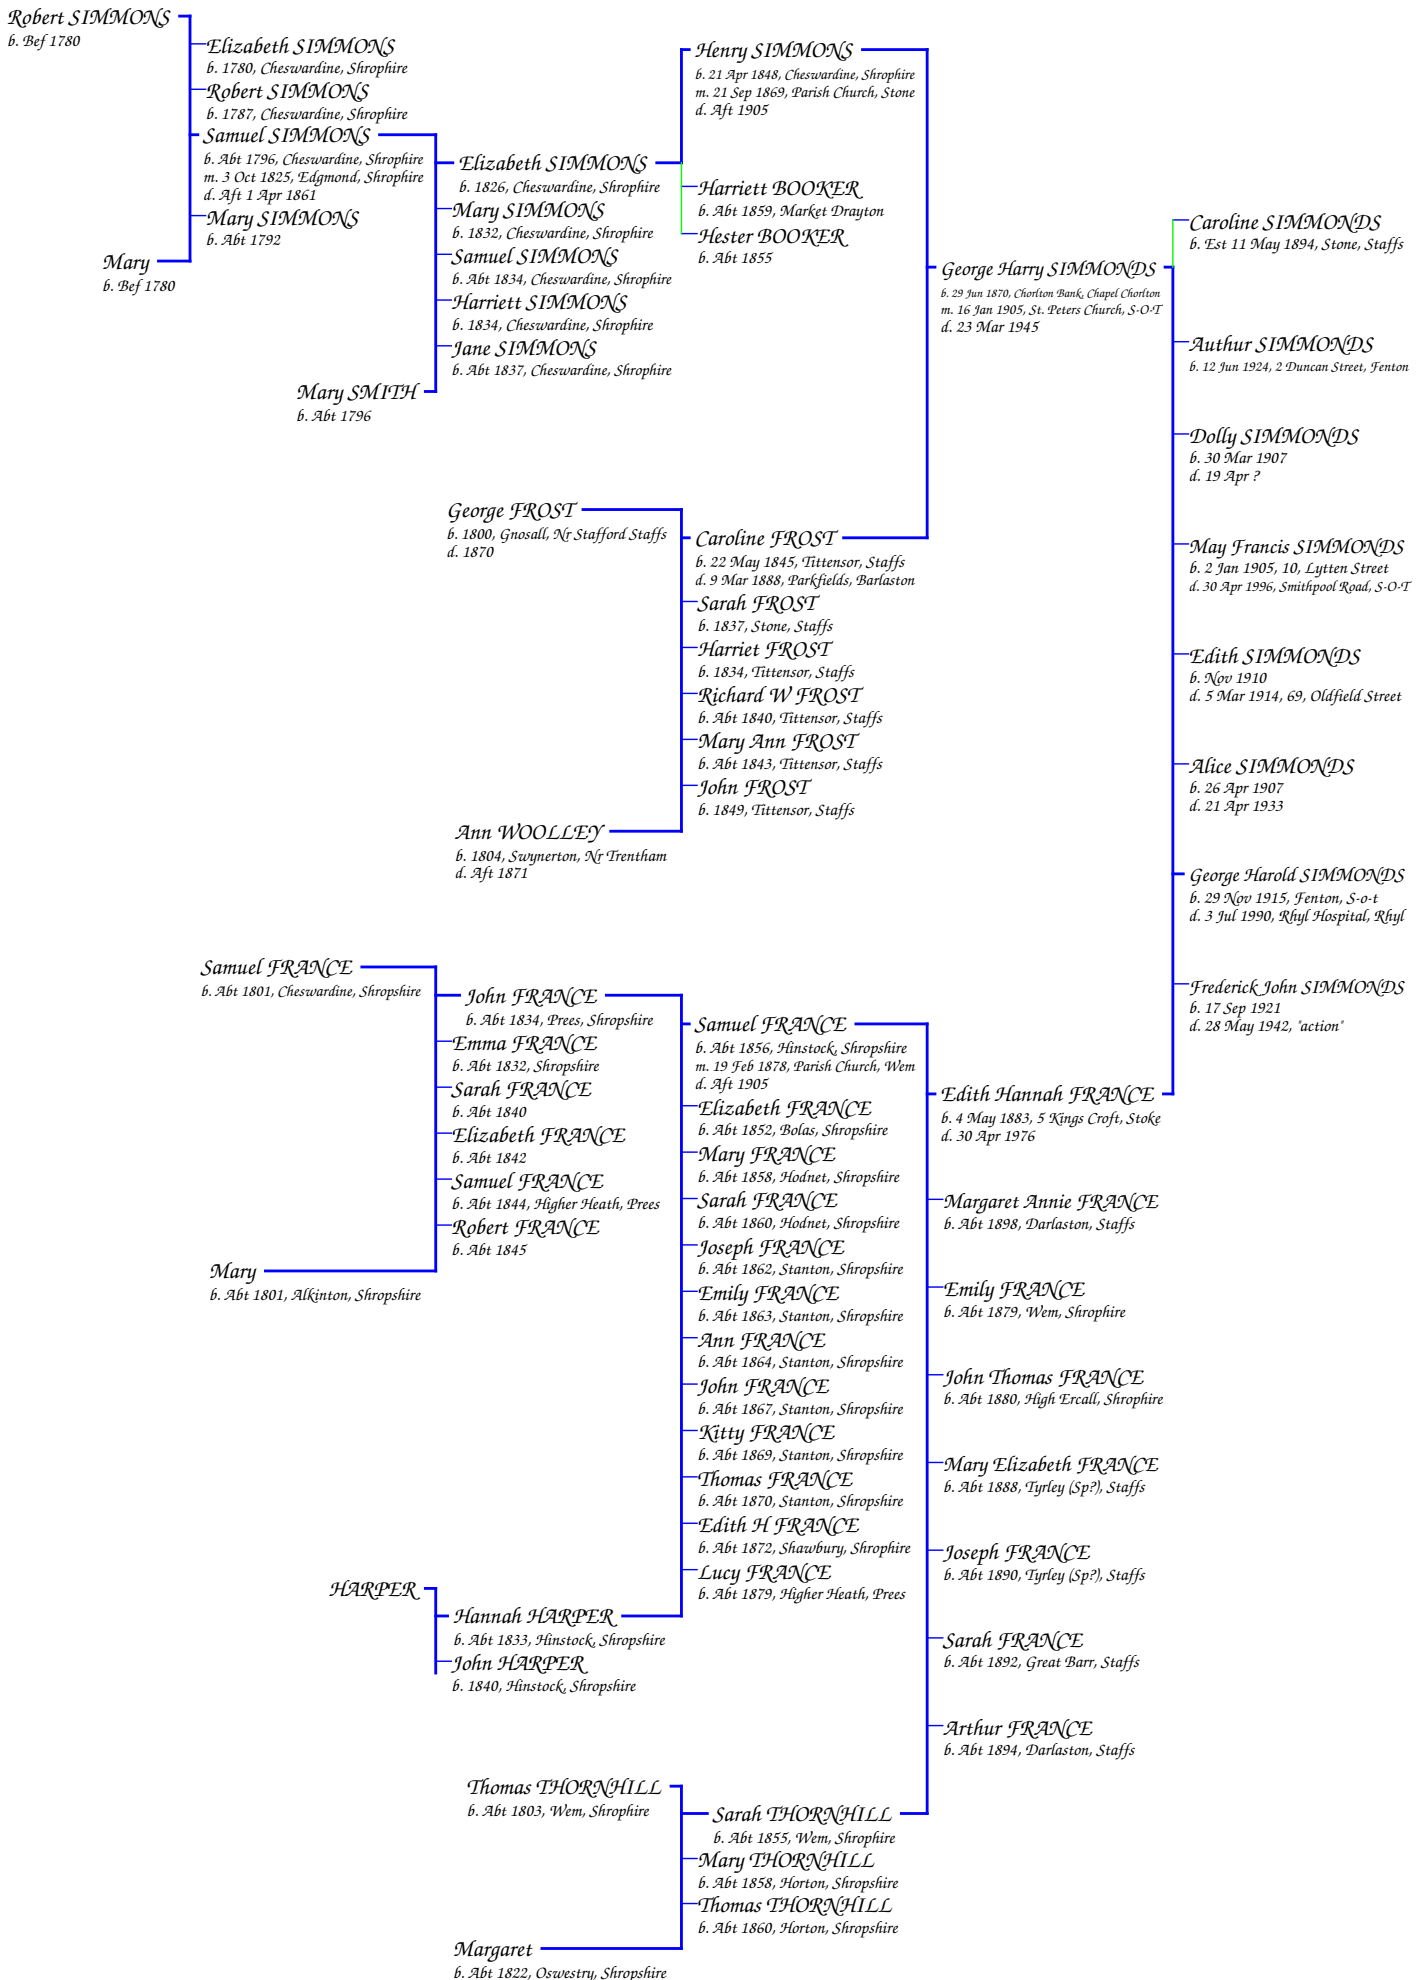 Robert SIMMONS
b. Bef 1780
Elizabeth SIMMONS
b. 1780, Cheswardine, Shrophire
Robert SIMMONS
b. 1787, Cheswardine, Shrophire
Samuel SIMMONS
b. Abt 1796, Cheswardine, Shrophire
m. 3 Oct 1825, Edgmond, Shrophire
d. Aft 1 Apr 1861
Mary SIMMONS
b. Abt 1792
Mary
b. Bef 1780
Elizabeth SIMMONS
b. 1826, Cheswardine, Shrophire
Mary SIMMONS
b. 1832, Cheswardine, Shrophire
Samuel SIMMONS
b. Abt 1834, Cheswardine, Shrophire
Harriett SIMMONS
b. 1834, Cheswardine, Shrophire
Jane SIMMONS
b. Abt 1837, Cheswardine, Shrophire
Mary SMITH
b. Abt 1796
Henry SIMMONS
b. 21 Apr 1848, Cheswardine, Shrophire
m. 21 Sep 1869, Parish Church, Stone
d. Aft 1905
Harriett BOOKER
b. Abt 1859, Market Drayton
Hester BOOKER
b. Abt 1855
George Harry SIMMONDS
b. 29 Jun 1870, Chorlton Bank, Chapel Chorlton
m. 16 Jan 1905, St. Peters Church, S-O-T
d. 23 Mar 1945
Caroline SIMMONDS
b. Est 11 May 1894, Stone, Staffs
Authur SIMMONDS
b. 12 Jun 1924, 2 Duncan Street, Fenton
Dolly SIMMONDS
b. 30 Mar 1907
d. 19 Apr ?
May Francis SIMMONDS
b. 2 Jan 1905, 10, Lytten Street
d. 30 Apr 1996, Smithpool Road, S-O-T
Edith SIMMONDS
b. Nov 1910
d. 5 Mar 1914, 69, Oldfield Street
Alice SIMMONDS
b. 26 Apr 1907
d. 21 Apr 1933
George Harold SIMMONDS
b. 29 Nov 1915, Fenton, S-o-t
d. 3 Jul 1990, Rhyl Hospital, Rhyl
Frederick John SIMMONDS
b. 17 Sep 1921
d. 28 May 1942, "action"
George FROST
b. 1800, Gnosall, Nr Stafford Staffs
d. 1870
Caroline FROST
b. 22 May 1845, Tittensor, Staffs
d. 9 Mar 1888, Parkfields, Barlaston
Sarah FROST
b. 1837, Stone, Staffs
Harriet FROST
b. 1834, Tittensor, Staffs
Richard W FROST
b. Abt 1840, Tittensor, Staffs
Mary Ann FROST
b. Abt 1843, Tittensor, Staffs
John FROST
b. 1849, Tittensor, Staffs
Ann WOOLLEY
b. 1804, Swynerton, Nr Trentham
d. Aft 1871
Samuel FRANCE
b. Abt 1801, Cheswardine, Shropshire
John FRANCE
b. Abt 1834, Prees, Shropshire
Emma FRANCE
b. Abt 1832, Shropshire
Sarah FRANCE
b. Abt 1840
Elizabeth FRANCE
b. Abt 1842
Samuel FRANCE
b. Abt 1844, Higher Heath, Prees
Robert FRANCE
b. Abt 1845
Mary
b. Abt 1801, Alkinton, Shropshire
Samuel FRANCE
b. Abt 1856, Hinstock, Shropshire
m. 19 Feb 1878, Parish Church, Wem
d. Aft 1905
Elizabeth FRANCE
b. Abt 1852, Bolas, Shropshire
Mary FRANCE
b. Abt 1858, Hodnet, Shropshire
Sarah FRANCE
b. Abt 1860, Hodnet, Shropshire
Joseph FRANCE
b. Abt 1862, Stanton, Shropshire
Emily FRANCE
b. Abt 1863, Stanton, Shropshire
Ann FRANCE
b. Abt 1864, Stanton, Shropshire
John FRANCE
b. Abt 1867, Stanton, Shropshire
Kitty FRANCE
b. Abt 1869, Stanton, Shropshire
Thomas FRANCE
b. Abt 1870, Stanton, Shropshire
Edith H FRANCE
b. Abt 1872, Shawbury, Shrophire
Lucy FRANCE
b. Abt 1879, Higher Heath, Prees
HARPER
Hannah HARPER
b. Abt 1833, Hinstock, Shropshire
John HARPER
b. 1840, Hinstock, Shropshire
Edith Hannah FRANCE
b. 4 May 1883, 5 Kings Croft, Stoke
d. 30 Apr 1976
Margaret Annie FRANCE
b. Abt 1898, Darlaston, Staffs
Emily FRANCE
b. Abt 1879, Wem, Shrophire
John Thomas FRANCE
b. Abt 1880, High Ercall, Shrophire
Mary Elizabeth FRANCE
b. Abt 1888, Tyrley (Sp?), Staffs
Joseph FRANCE
b. Abt 1890, Tyrley (Sp?), Staffs
Sarah FRANCE
b. Abt 1892, Great Barr, Staffs
Arthur FRANCE
b. Abt 1894, Darlaston, Staffs
Thomas THORNHILL
b. Abt 1803, Wem, Shrophire
Sarah THORNHILL
b. Abt 1855, Wem, Shrophire
Mary THORNHILL
b. Abt 1858, Horton, Shropshire
Thomas THORNHILL
b. Abt 1860, Horton, Shropshire
Margaret
b. Abt 1822, Oswestry, Shropshire